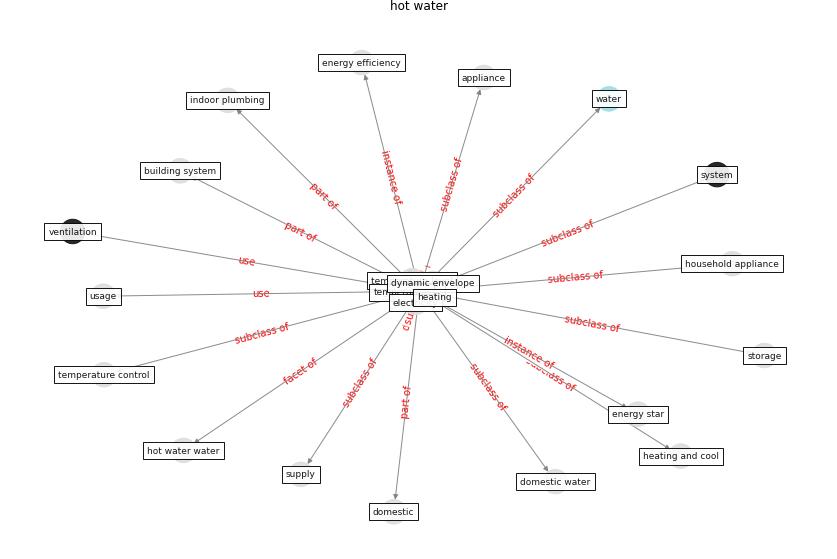 hot water
energy efficiency
appliance
indoor plumbing
water
building system
system
instance of
subclass of
part of
subclass of
part of
subclass of
ventilation
use
household appliance
subclass of
dynamic envelope
usage
use
heating
subclass of
subclass of
storage
instance of
temperature control
facet of
subclass of
part of
subclass of
subclass of
energy star
hot water water
heating and cool
supply
domestic water
domestic